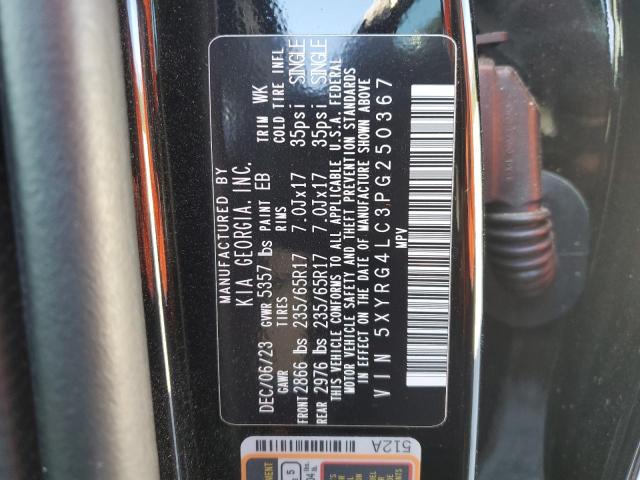 MANUFACTURED BY
KIA GEORGIA, INC.
DEC/06/23 GVWR 5357 lbs PAINT EB TRIM WK
GAWR TIRES RIMS COLD TIRE INFL
FRONT 2866 lbs 235/65R17 7.0Jx17 35psi SINGLE
REAR 2976 lbs 235/65R17 7.0Jx17 35psi SINGLE
THIS VEHICLE CONFORMS TO ALL APPLICABLE U.S.A. FEDERAL
MOTOR VEHICLE SAFETY AND THEFT PREVENTION STANDARDS
IN EFFECT ON THE DATE OF MANUFACTURE SHOWN ABOVE
VIN 5XYRG4LC3PG250367
MPV
512A
5